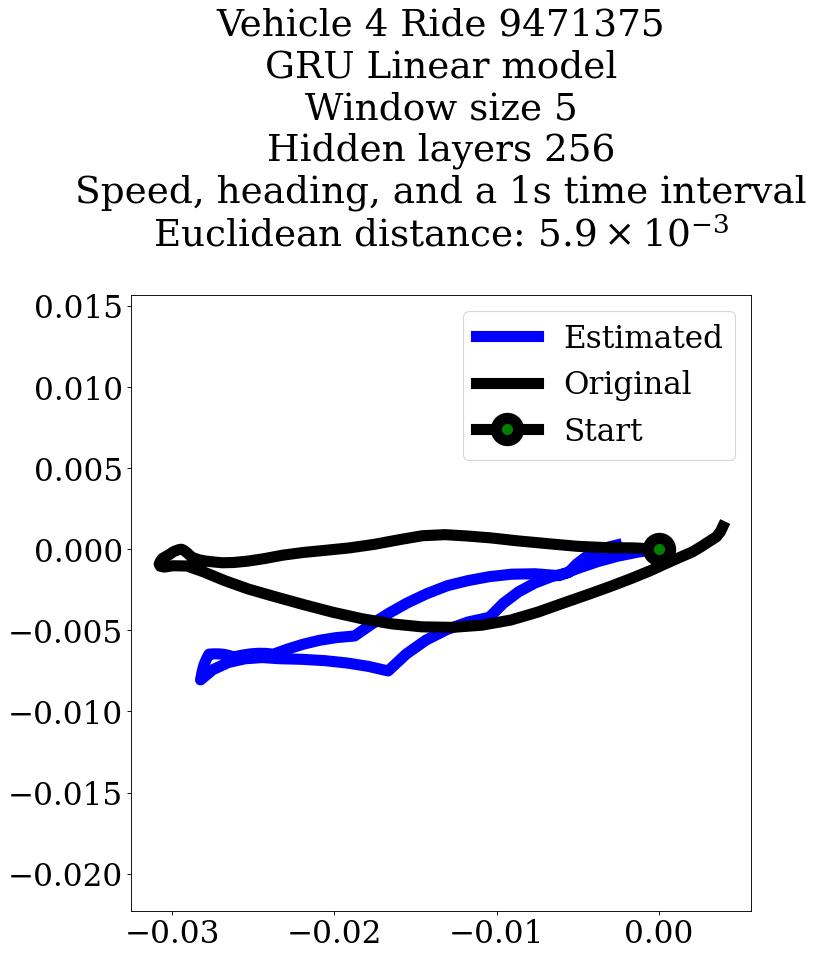 Vehicle 4 Ride 9471375
GRU Linear model
Window size 5
Hidden layers 256
Speed, heading, and a 1s time interval
Euclidean distance: 5.9 × 10⁻³
Estimated
Original
Start
0.015
0.010
0.005
0.000
−0.005
−0.010
−0.015
−0.020
−0.03 −0.02 −0.01 0.00